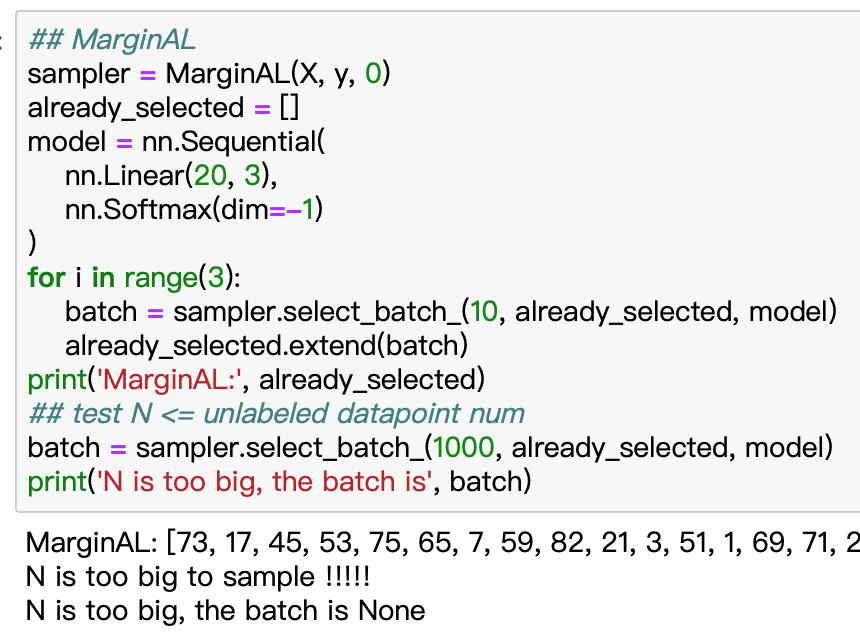 ## MarginAL
sampler = MarginAL(X, y, 0)
already_selected = []
model = nn.Sequential(
    nn.Linear(20, 3),
    nn.Softmax(dim=-1)
)
for i in range(3):
    batch = sampler.select_batch_(10, already_selected, model)
    already_selected.extend(batch)
print('MarginAL:', already_selected)
## test N <= unlabeled datapoint num
batch = sampler.select_batch_(1000, already_selected, model)
print('N is too big, the batch is', batch)
MarginAL: [73, 17, 45, 53, 75, 65, 7, 59, 82, 21, 3, 51, 1, 69, 71, 2
N is too big to sample !!!!!
N is too big, the batch is None